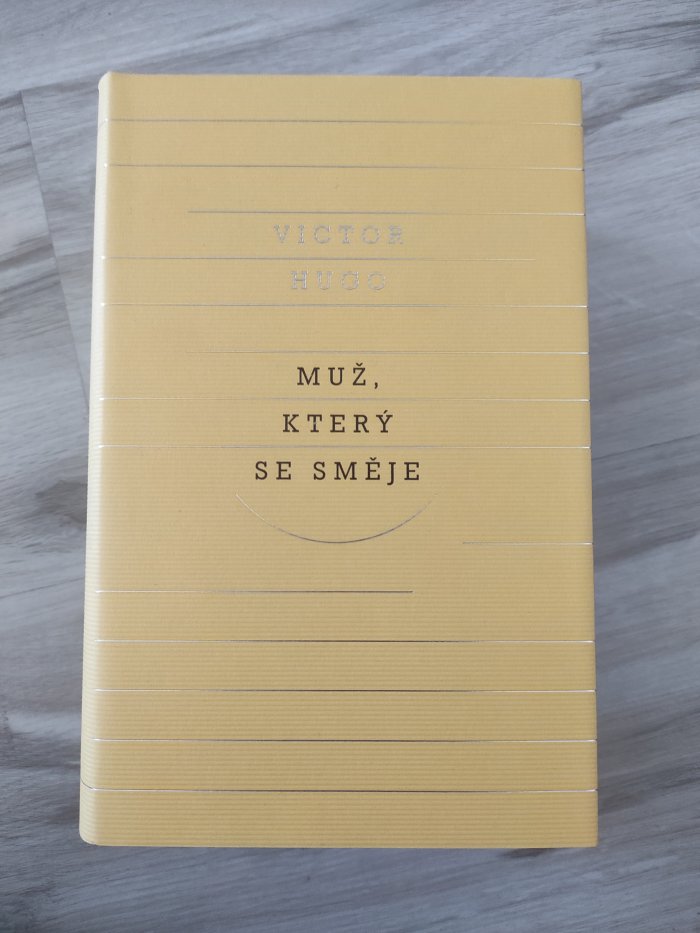 VICTOR
HUGO
MUŽ,
KTERÝ
SE SMĚJE